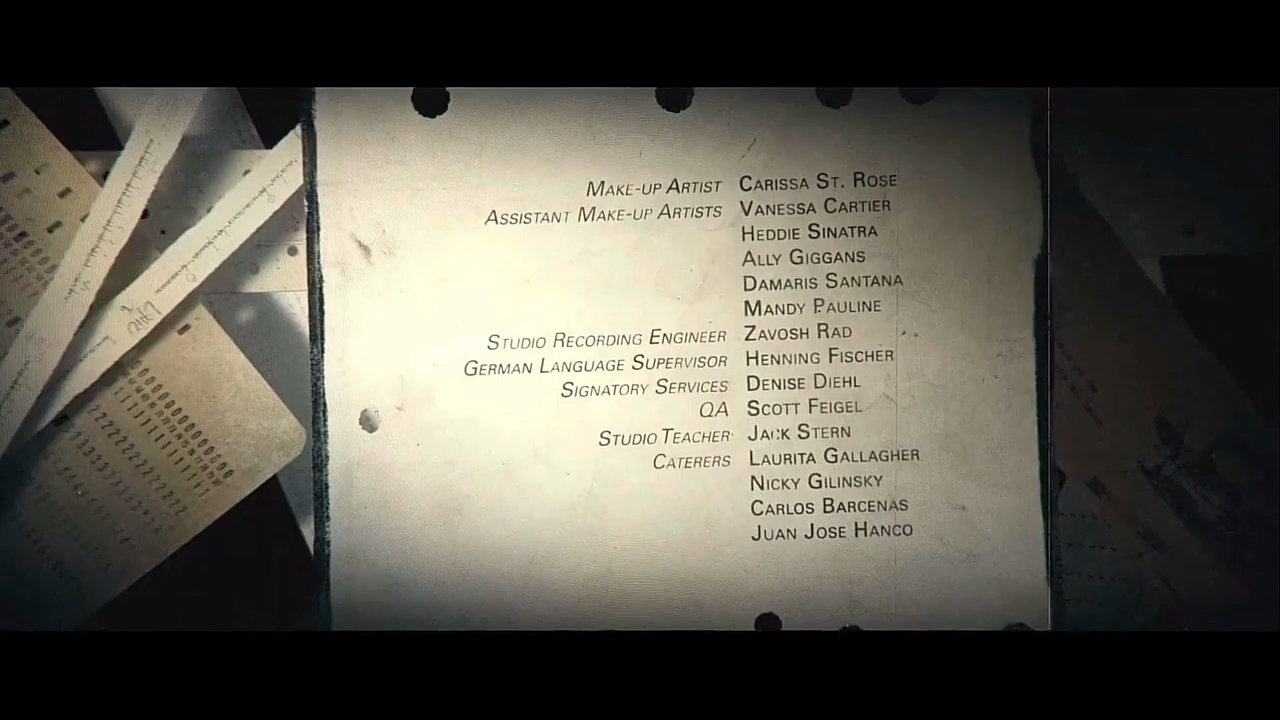 MAKE-UP ARTIST CARISSA ST. ROSE
ASSISTANT MAKE-UP ARTISTS VANESSA CARTIER
HEDDIE SINATRA
ALLY GIGGANS
DAMARIS SANTANA
MANDY PAULINE
STUDIO RECORDING ENGINEER ZAVOSH RAD
GERMAN LANGUAGE SUPERVISOR HENNING FISCHER
SIGNATORY SERVICES DENISE DIEHL
QA SCOTT FEIGEL
STUDIO TEACHER JACK STERN
CATERERS LAURITA GALLAGHER
NICKY GILINSKY
CARLOS BARCENAS
JUAN JOSE HANCO